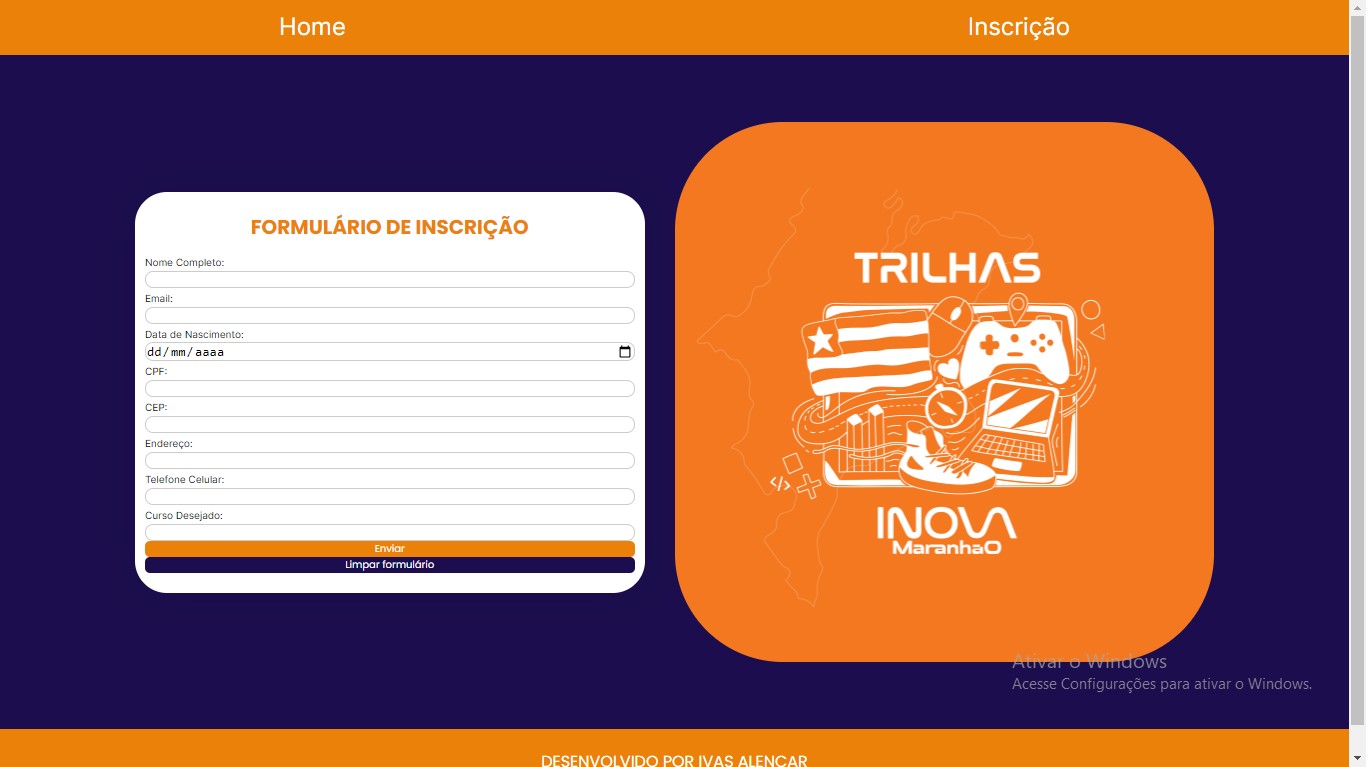 Home
Inscrição
FORMULÁRIO DE INSCRIÇÃO
Nome Completo:
Email:
Data de Nascimento:
dd/mm/aaaa
CPF:
CEP:
Endereço:
Telefone Celular:
Curso Desejado:
Enviar
Limpar formulário
TRILHAS
</>
INOVA
MaranhaO
Ativar o Windows
Acesse Configurações para ativar o Windows.
DESENVOLVIDO POR IVAS ALENCAR